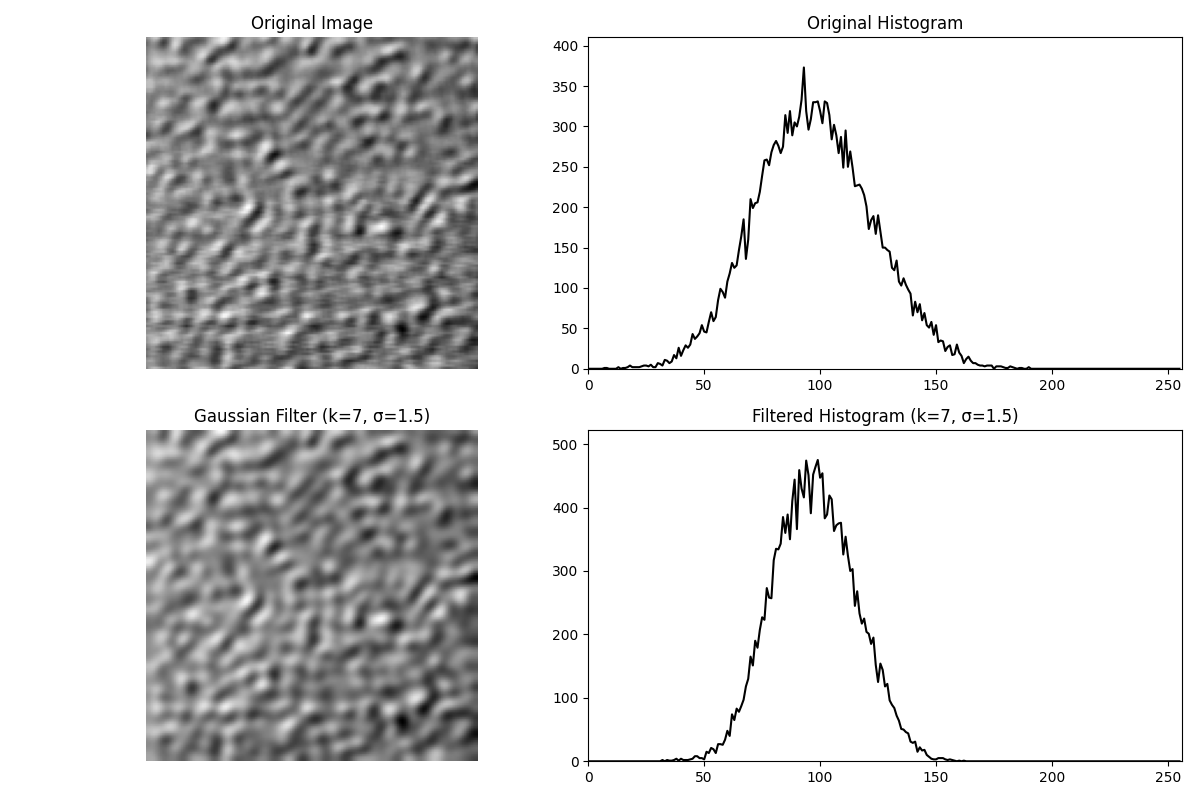 Original Image
Original Histogram
400
350
300
250
200
150
100
50
0
0 50 100 150 200 250
Gaussian Filter (k=7, σ=1.5)
Filtered Histogram (k=7, σ=1.5)
500
400
300
200
100
0
0 50 100 150 200 250